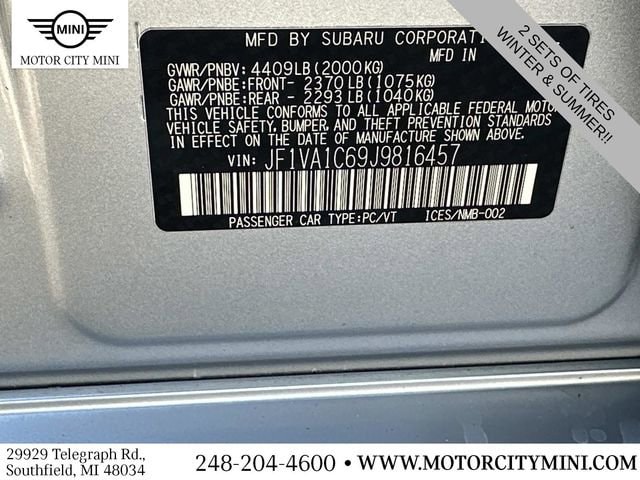 MINI
MOTOR CITY MINI
2 SETS OF TIRES
WINTER & SUMMER!!
MFD BY SUBARU CORPORATION
MFD IN
GVWR/PNBV: 4409LB(2000KG)
GAWR/PNBE:FRONT- 2370LB(1075KG)
GAWR/PNBE:REAR - 2293LB(1040KG)
THIS VEHICLE CONFORMS TO ALL APPLICABLE FEDERAL MOTOR
VEHICLE SAFETY, BUMPER, AND THEFT PREVENTION STANDARDS
IN EFFECT ON THE DATE OF MANUFACTURE SHOWN ABOVE.
VIN: JF1VA1C69J9816457
PASSENGER CAR TYPE:PC/VT ICES/NMB-002
29929 Telegraph Rd.,
Southfield, MI 48034
248-204-4600 • WWW.MOTORCITYMINI.COM